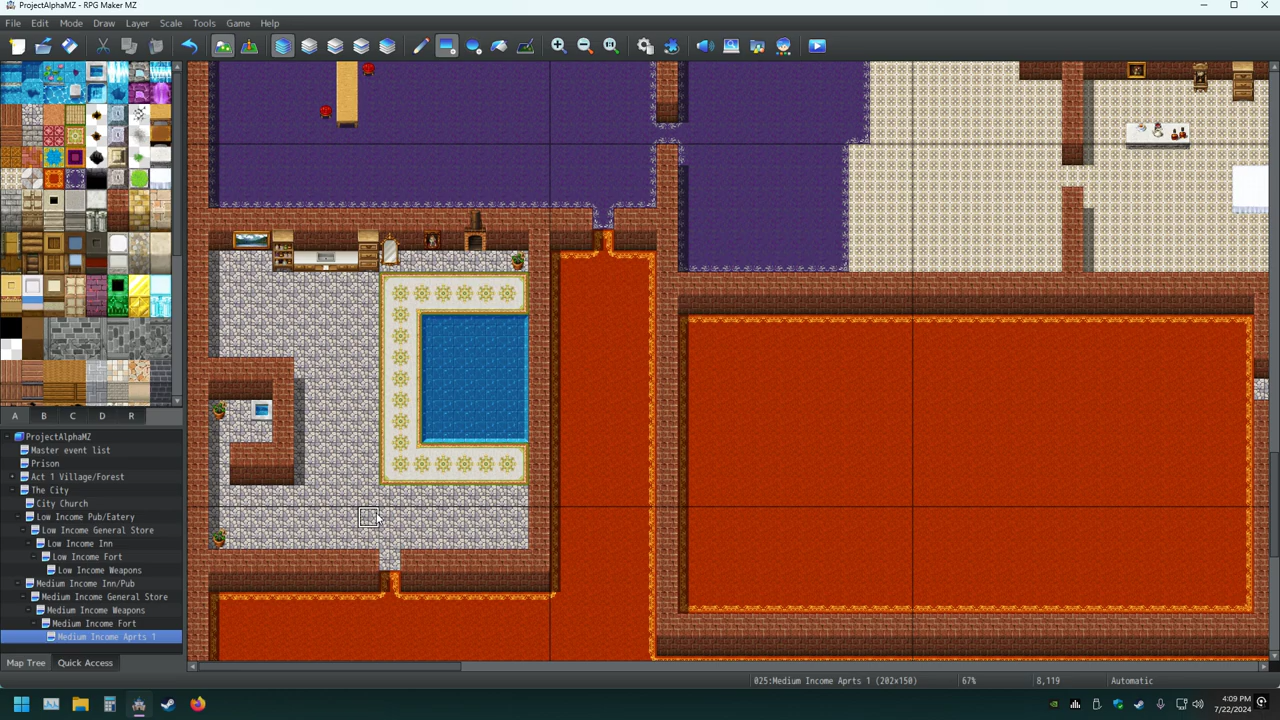 ProjectAlphaMZ - RPG Maker MZ
File Edit Mode Draw Layer Scale Tools Game Help
A B C D R
ProjectAlphaMZ
Master event list
Prison
Act 1 Village/Forest
The City
City Church
Low Income Pub/Eatery
Low Income General Store
Low Income Inn
Low Income Fort
Low Income Weapons
Medium Income Inn/Pub
Medium Income General Store
Medium Income Weapons
Medium Income Fort
Medium Income Aprts 1
Map Tree Quick Access
025:Medium Income Aprts 1 (202x150) 67% 8,119 Automatic
4:09 PM
7/22/2024